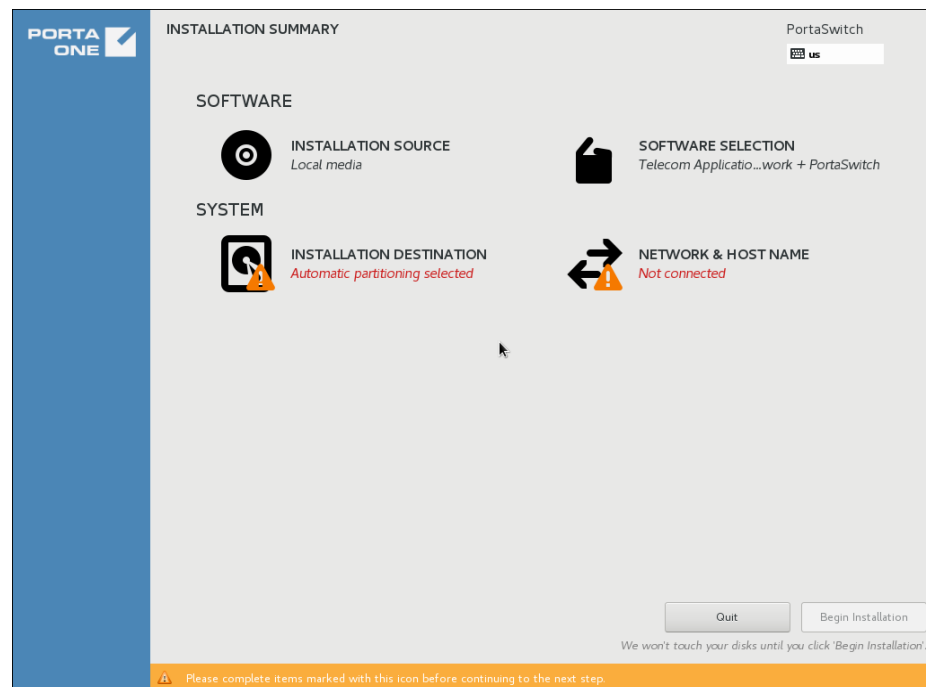 PORTA ONE
INSTALLATION SUMMARY
PortaSwitch
us
SOFTWARE
INSTALLATION SOURCE
Local media
SOFTWARE SELECTION
Telecom Applicatio...work + PortaSwitch
SYSTEM
INSTALLATION DESTINATION
Automatic partitioning selected
NETWORK & HOST NAME
Not connected
Quit
Begin Installation
We won't touch your disks until you click 'Begin Installation'.
Please complete items marked with this icon before continuing to the next step.